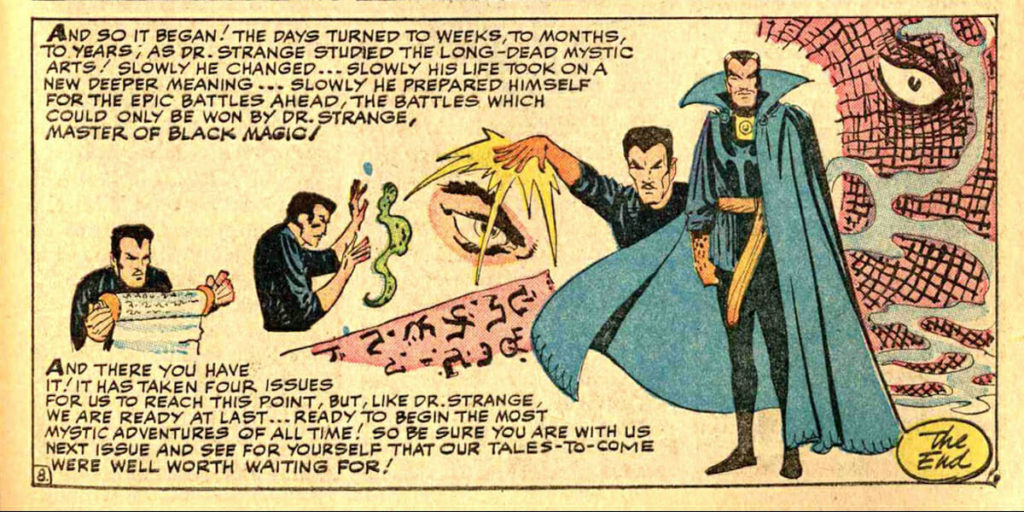 AND SO IT BEGAN! THE DAYS TURNED TO WEEKS, TO MONTHS,
TO YEARS, AS DR. STRANGE STUDIED THE LONG-DEAD MYSTIC
ARTS! SLOWLY HE CHANGED... SLOWLY HIS LIFE TOOK ON A
NEW DEEPER MEANING... SLOWLY HE PREPARED HIMSELF
FOR THE EPIC BATTLES AHEAD, THE BATTLES WHICH
COULD ONLY BE WON BY DR. STRANGE,
MASTER OF BLACK MAGIC!
AND THERE YOU HAVE
IT! IT HAS TAKEN FOUR ISSUES
FOR US TO REACH THIS POINT, BUT, LIKE DR. STRANGE,
WE ARE READY AT LAST... READY TO BEGIN THE MOST
MYSTIC ADVENTURES OF ALL TIME! SO BE SURE YOU ARE WITH US
NEXT ISSUE AND SEE FOR YOURSELF THAT OUR TALES-TO-COME
WERE WELL WORTH WAITING FOR!
8.
The
End